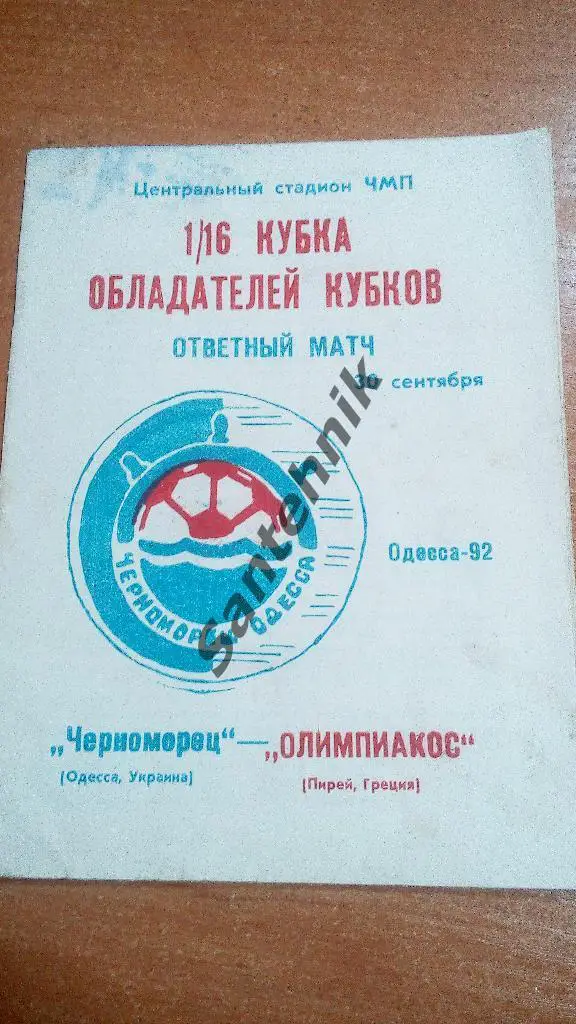 Центральный стадион ЧМП
1/16 КУБКА
ОБЛАДАТЕЛЕЙ КУБКОВ
ОТВЕТНЫЙ МАТЧ
30 сентября
ЧЕРНОМОРЕЦ ОДЕССА
Одесса-92
Santehnik
„Черноморец“ — „ОЛИМПИАКОС“
(Одесса, Украина)
(Пирей, Греция)